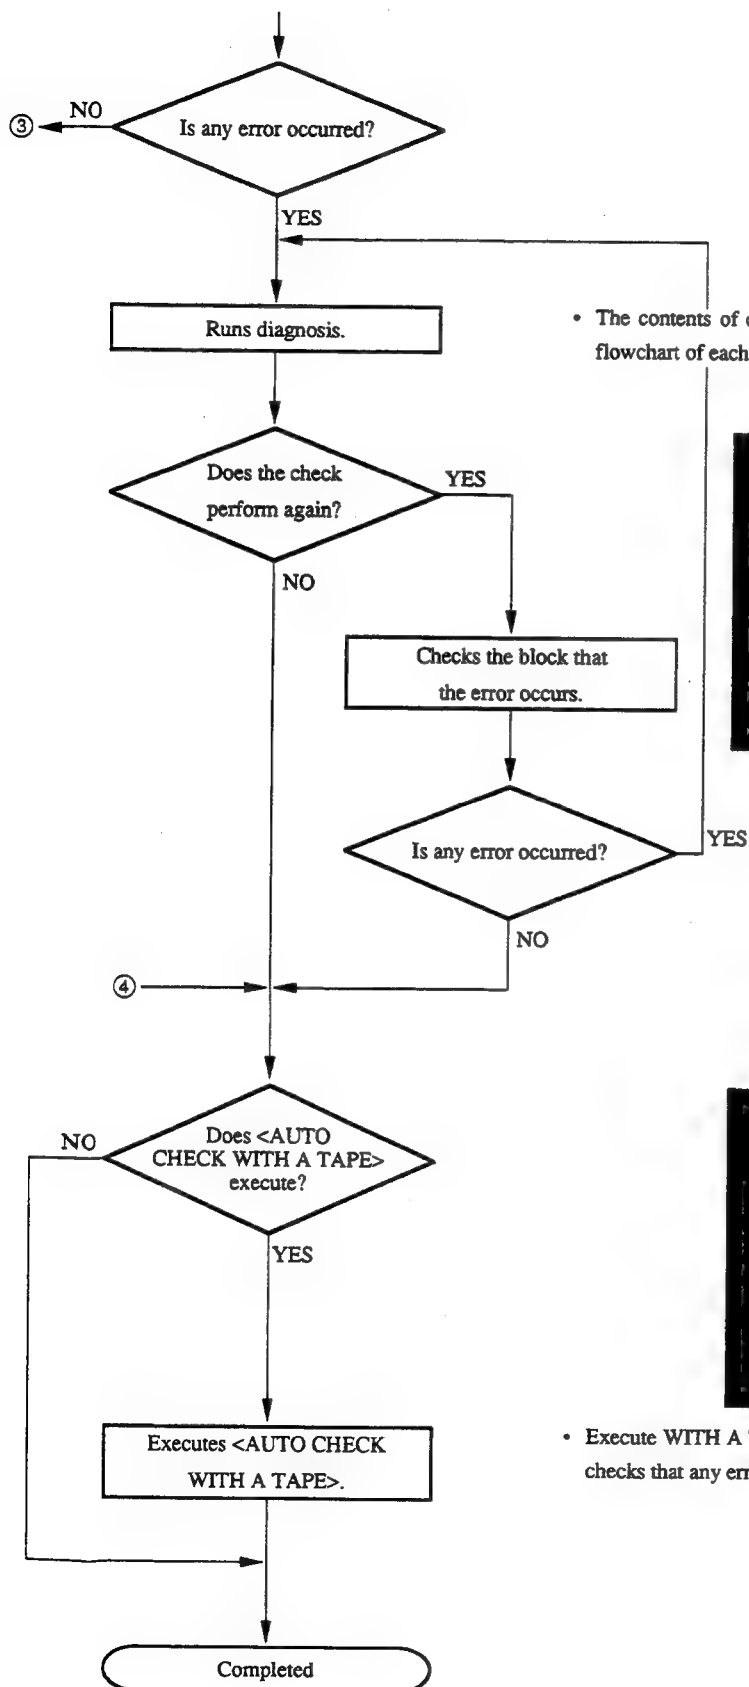 NO
③
Is any error occurred?
YES
Runs diagnosis.
• The contents of
flowchart of each
Does the check
perform again?
YES
NO
Checks the block that
the error occurs.
Is any error occurred?
YES
NO
④
NO
Does <AUTO
CHECK WITH A TAPE>
execute?
YES
Executes <AUTO CHECK
WITH A TAPE>.
• Execute WITH A
checks that any
Completed